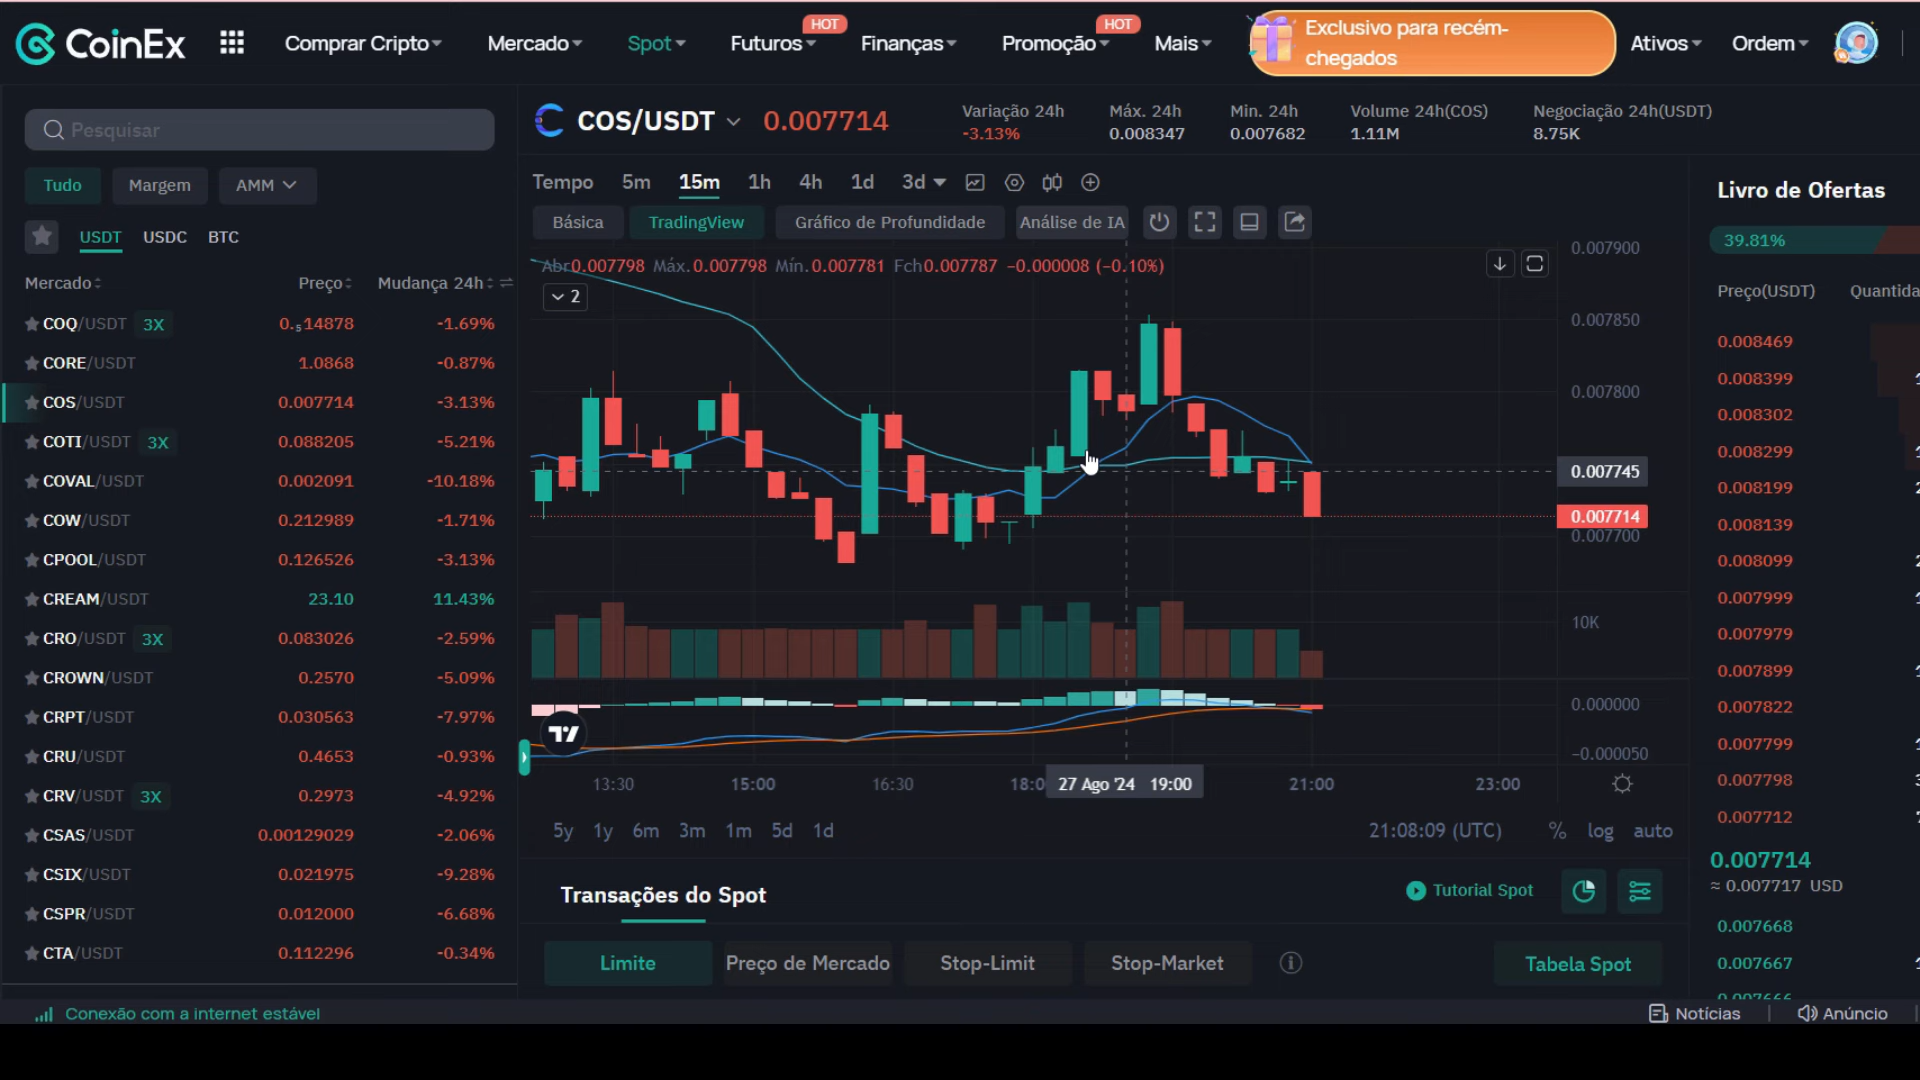 CoinEx Comprar Cripto Mercado Spot Futuros HOT Finanças Promoção HOT Mais Exclusivo para recém-
chegados Ativos Ordem
Pesquisar
Tudo Margem AMM
USDT USDC BTC
Mercado Preço Mudança 24h
COQ/USDT 3X 0.₅14878 -1.69%
CORE/USDT 1.0868 -0.87%
COS/USDT 0.007714 -3.13%
COTI/USDT 3X 0.088205 -5.21%
COVAL/USDT 0.002091 -10.18%
COW/USDT 0.212989 -1.71%
CPOOL/USDT 0.126526 -3.13%
CREAM/USDT 23.10 11.43%
CRO/USDT 3X 0.083026 -2.59%
CROWN/USDT 0.2570 -5.09%
CRPT/USDT 0.030563 -7.97%
CRU/USDT 0.4653 -0.93%
CRV/USDT 3X 0.2973 -4.92%
CSAS/USDT 0.00129029 -2.06%
CSIX/USDT 0.021975 -9.28%
CSPR/USDT 0.012000 -6.68%
CTA/USDT 0.112296 -0.34%
COS/USDT 0.007714
Variação 24h Máx. 24h Min. 24h Volume 24h(COS) Negociação 24h(USDT)
-3.13% 0.008347 0.007682 1.11M 8.75K
Tempo 5m 15m 1h 4h 1d 3d
Básica TradingView Gráfico de Profundidade Análise de IA
Abr0.007798 Máx.0.007798 Mín.0.007781 Fch0.007787 −0.000008 (−0.10%)
2
0.007900
0.007850
0.007800
0.007745
0.007714
0.007700
10K
0.000000
−0.000050
13:30 15:00 16:30 18:0 27 Ago '24 19:00 21:00 23:00
5y 1y 6m 3m 1m 5d 1d 21:08:09 (UTC) % log auto
Transações do Spot Tutorial Spot
Limite Preço de Mercado Stop-Limit Stop-Market Tabela Spot
Livro de Ofertas
39.81%
Preço(USDT) Quantida
0.008469
0.008399
0.008302
0.008299
0.008199
0.008139
0.008099
0.007999
0.007979
0.007899
0.007822
0.007799
0.007798
0.007712
0.007714
≈ 0.007717 USD
0.007668
0.007667
0.007666
Conexão com a internet estável Notícias Anúncio